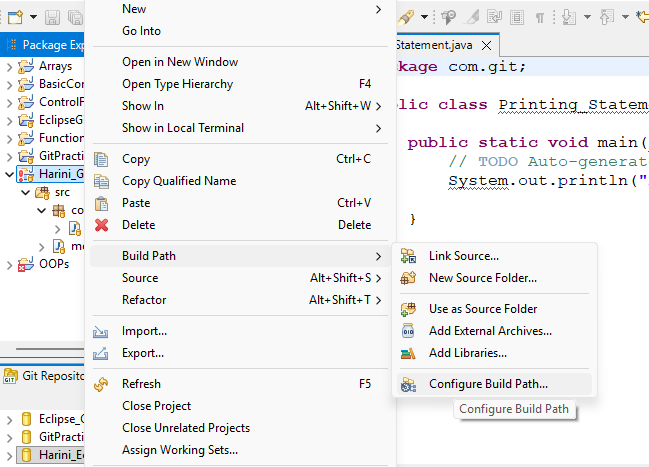 Package Exp
Arrays
BasicCor
ControlF
EclipseG
Function
GitPracti
Harini_G
src
co
OOPs
Git Reposito
Eclipse_G
GitPracti
Harini_Ec
New
Go Into
Open in New Window
Open Type Hierarchy F4
Show In Alt+Shift+W
Show in Local Terminal
Copy Ctrl+C
Copy Qualified Name
Paste Ctrl+V
Delete Delete
Build Path
Source Alt+Shift+S
Refactor Alt+Shift+T
Import...
Export...
Refresh F5
Close Project
Close Unrelated Projects
Assign Working Sets...
Link Source...
New Source Folder...
Use as Source Folder
Add External Archives...
Add Libraries...
Configure Build Path...
Configure Build Path
Statement.java
kage com.git;
blic class Printing_Statem
public static void main(
// TODO Auto-generat
System.out.println("
}